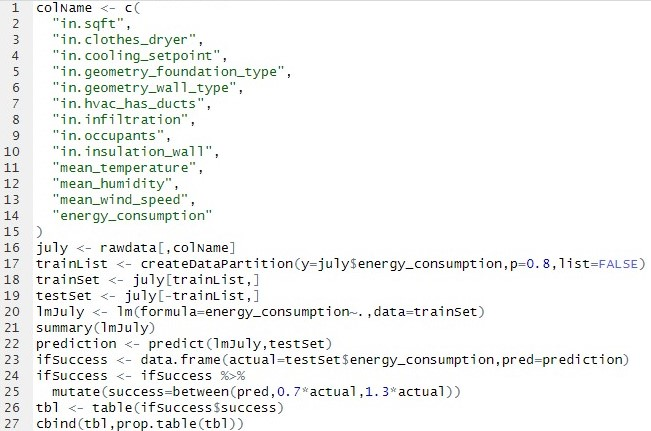 1 colName <- c(
2 "in.sqft",
3 "in.clothes_dryer",
4 "in.cooling_setpoint",
5 "in.geometry_foundation_type",
6 "in.geometry_wall_type",
7 "in.hvac_has_ducts",
8 "in.infiltration",
9 "in.occupants",
10 "in.insulation_wall",
11 "mean_temperature",
12 "mean_humidity",
13 "mean_wind_speed",
14 "energy_consumption"
15 )
16 july <- rawdata[,colName]
17 trainList <- createDataPartition(y=july$energy_consumption,p=0.8,list=FALSE)
18 trainSet <- july[trainList,]
19 testSet <- july[-trainList,]
20 lmJuly <- lm(formula=energy_consumption~.,data=trainSet)
21 summary(lmJuly)
22 prediction <- predict(lmJuly,testSet)
23 ifSuccess <- data.frame(actual=testSet$energy_consumption,pred=prediction)
24 ifSuccess <- ifSuccess %>%
25 mutate(success=between(pred,0.7*actual,1.3*actual))
26 tbl <- table(ifSuccess$success)
27 cbind(tbl,prop.table(tbl))